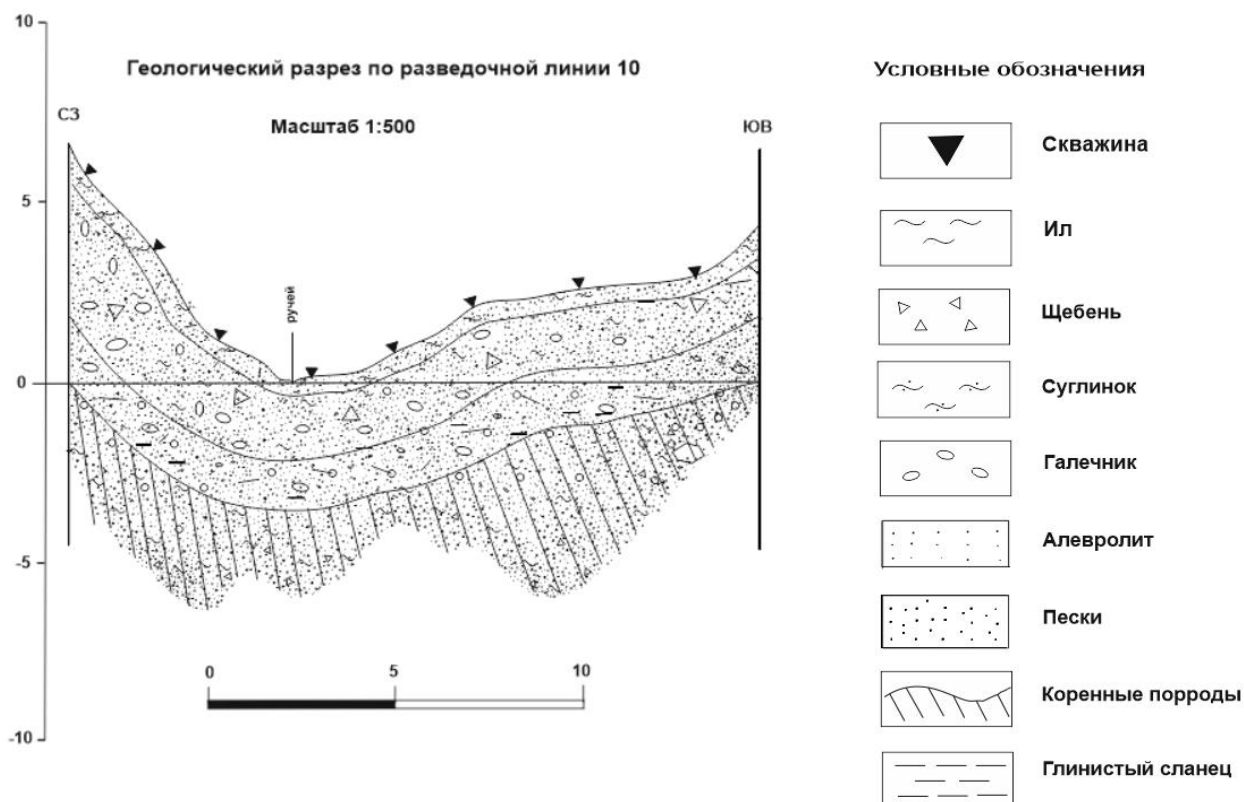 10
Геологический разрез по разведочной линии 10
Условные обозначения
СЗ
Масштаб 1:500
ЮВ
Скважина
5
Ил
ручей
Щебень
0
Суглинок
Галечник
-5
Алевролит
Пески
0 5 10
Коренные порроды
-10
Глинистый сланец